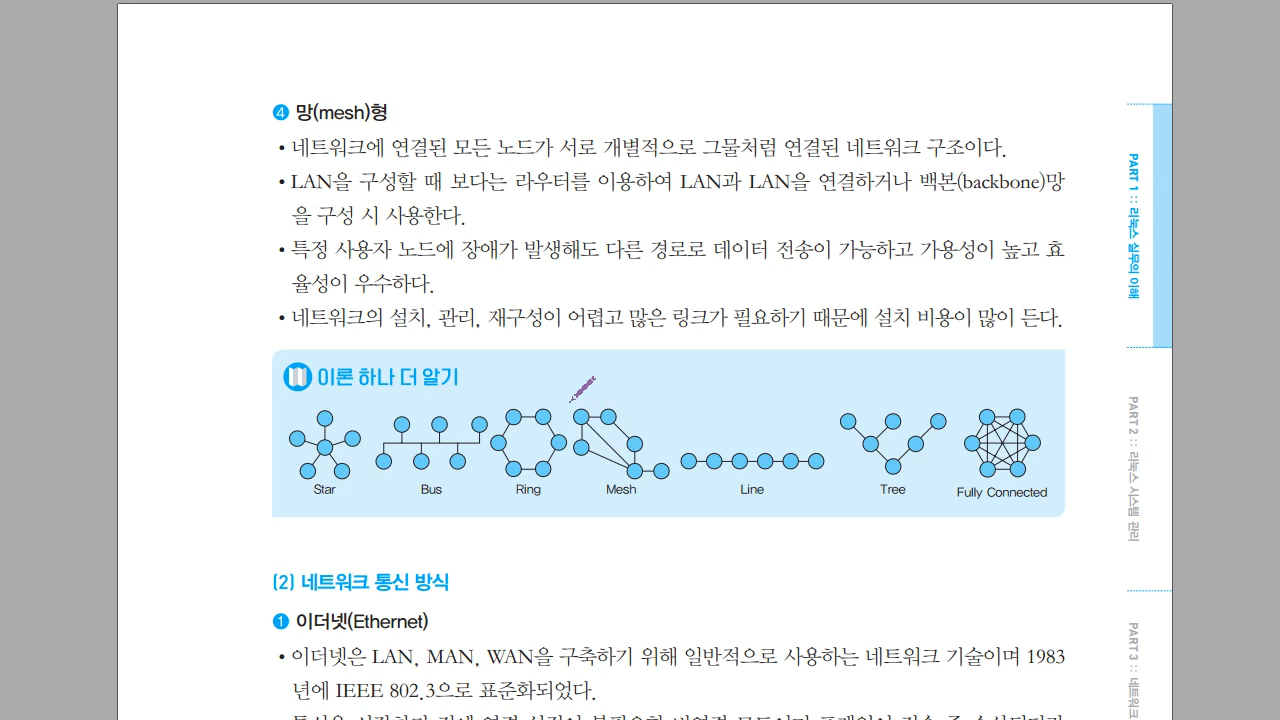 ④ 망(mesh)형
• 네트워크에 연결된 모든 노드가 서로 개별적으로 그물처럼 연결된 네트워크 구조이다.
• LAN을 구성할 때 보다는 라우터를 이용하여 LAN과 LAN을 연결하거나 백본(backbone)망
을 구성 시 사용한다.
• 특정 사용자 노드에 장애가 발생해도 다른 경로로 데이터 전송이 가능하고 가용성이 높고 효
율성이 우수하다.
• 네트워크의 설치, 관리, 재구성이 어렵고 많은 링크가 필요하기 때문에 설치 비용이 많이 든다.
이론 하나 더 알기
Star Bus Ring Mesh Line Tree Fully Connected
(2) 네트워크 통신 방식
① 이더넷(Ethernet)
• 이더넷은 LAN, MAN, WAN을 구축하기 위해 일반적으로 사용하는 네트워크 기술이며 1983
년에 IEEE 802.3으로 표준화되었다.
PART 1 :: 리눅스 실무의 이해
PART 2 :: 리눅스 시스템 관리
PART 3 :: 네트워크